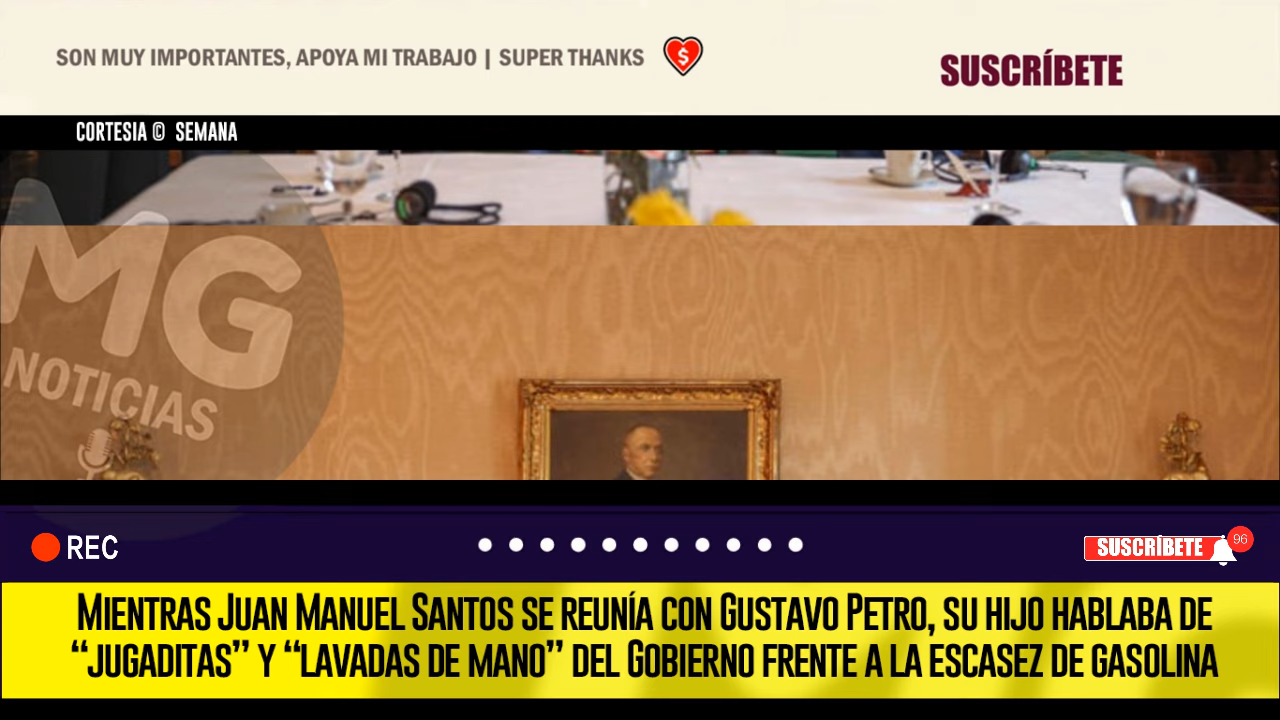 SON MUY IMPORTANTES, APOYA MI TRABAJO | SUPER THANKS $
SUSCRÍBETE
CORTESIA © SEMANA
MG
NOTICIAS
REC
SUSCRÍBETE 96
MIENTRAS JUAN MANUEL SANTOS SE REUNÍA CON GUSTAVO PETRO, SU HIJO HABLABA DE
“JUGADITAS” Y “LAVADAS DE MANO” DEL GOBIERNO FRENTE A LA ESCASEZ DE GASOLINA